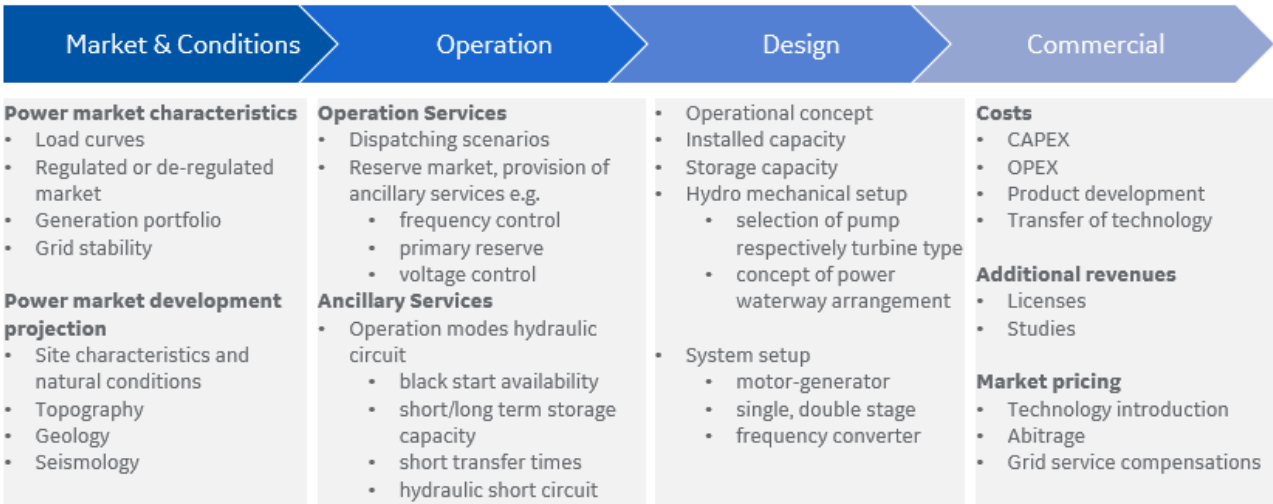 Market & Conditions
Operation
Design
Commercial
Power market characteristics
• Load curves
• Regulated or de-regulated
market
• Generation portfolio
• Grid stability
Power market development
projection
• Site characteristics and
natural conditions
• Topography
• Geology
• Seismology
Operation Services
• Dispatching scenarios
• Reserve market, provision of
ancillary services e.g.
• frequency control
• primary reserve
• voltage control
Ancillary Services
• Operation modes hydraulic
circuit
• black start availability
• short/long term storage
capacity
• short transfer times
• hydraulic short circuit
• Operational concept
• Installed capacity
• Storage capacity
• Hydro mechanical setup
• selection of pump
respectively turbine type
• concept of power
waterway arrangement
• System setup
• motor-generator
• single, double stage
• frequency converter
Costs
• CAPEX
• OPEX
• Product development
• Transfer of technology
Additional revenues
• Licenses
• Studies
Market pricing
• Technology introduction
• Abitrage
• Grid service compensations